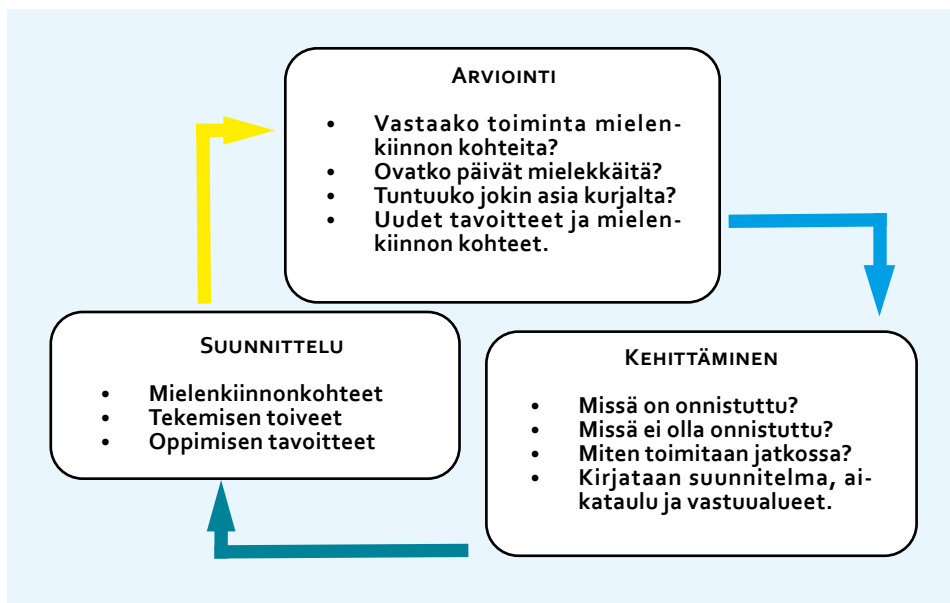 Arviointi
• Vastaako toiminta mielen-
kiinnon kohteita?
• Ovatko päivät mielekkäitä?
• Tuntuuko jokin asia kurjalta?
• Uudet tavoitteet ja mielen-
kiinnon kohteet.
Suunnittelu
• Mielenkiinnonkohteet
• Tekemisen toiveet
• Oppimisen tavoitteet
Kehittäminen
• Missä on onnistuttu?
• Missä ei olla onnistuttu?
• Miten toimitaan jatkossa?
• Kirjataan suunnitelma, ai-
kataulu ja vastuualueet.